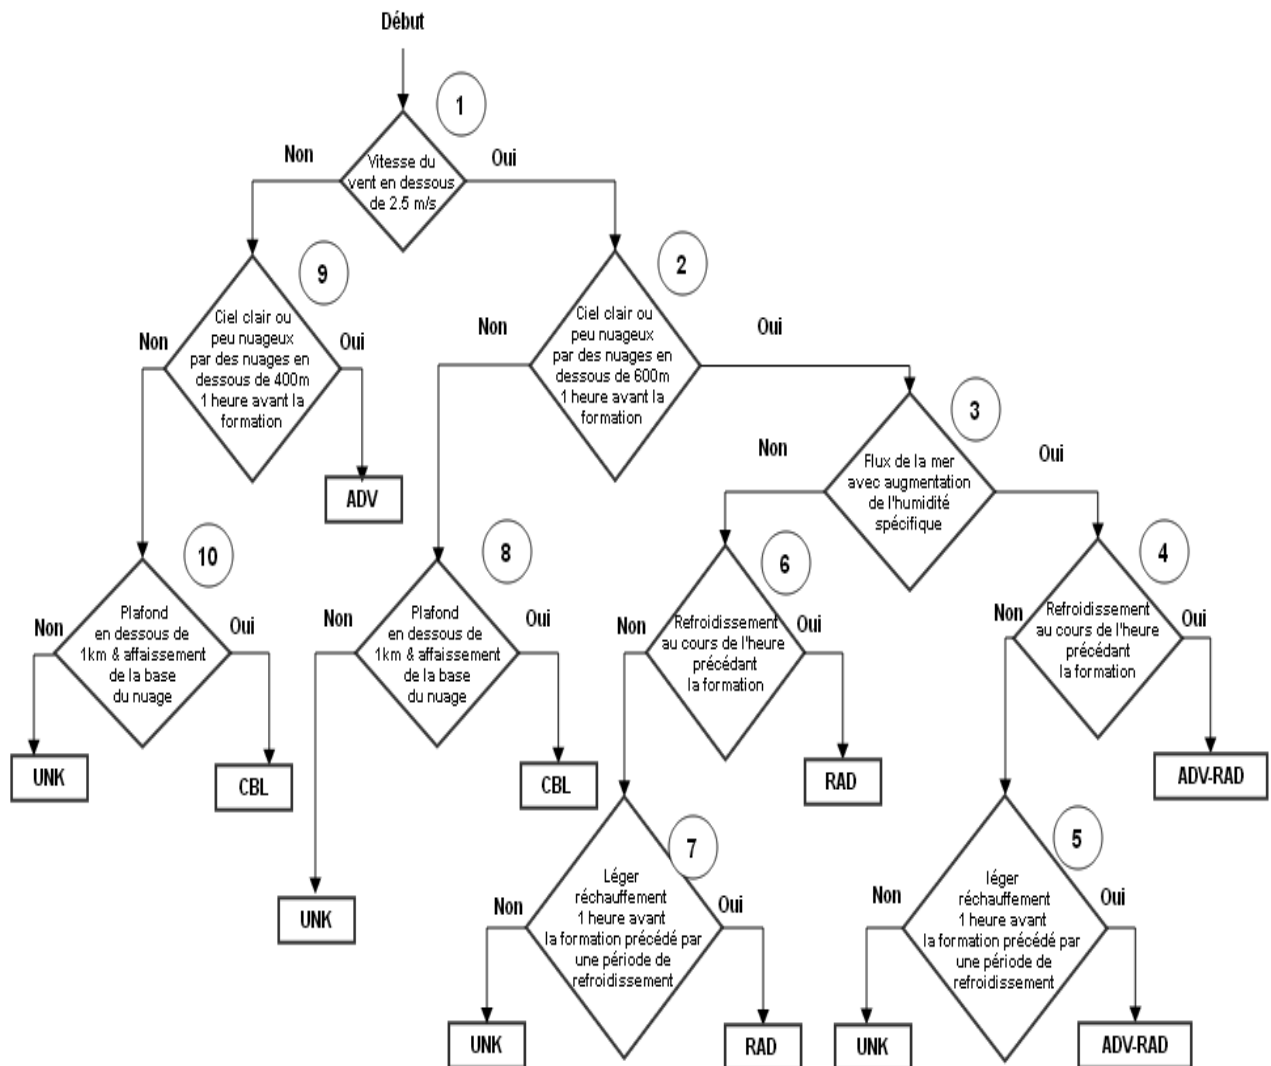 Début
1
Non
Oui
Vitesse du
vent en dessous
de 2.5 m/s
9
2
Ciel clair ou
peu nuageux
par des nuages en
dessous de 400m
1 heure avant la
formation
Non
Oui
Ciel clair ou
peu nuageux
par des nuages en
dessous de 600m
1 heure avant la
formation
Non
Oui
3
Flux de la mer
avec augmentation
de l'humidité
spécifique
Non
Oui
ADV
10
8
6
4
Plafond
en dessous de
1km & affaissement
de la base
du nuage
Non
Oui
Plafond
en dessous de
1km & affaissement
de la base
du nuage
Non
Oui
Refroidissement
au cours de l'heure
précédant
la formation
Non
Oui
Refroidissement
au cours de l'heure
précédant
la formation
Non
Oui
UNK
CBL
CBL
RAD
ADV-RAD
7
5
UNK
Léger
réchauffement
1 heure avant
la formation précédé par
une période de
refroidissement
Non
Oui
léger
réchauffement
1 heure avant
la formation précédé par
une période de
refroidissement
Non
Oui
UNK
RAD
UNK
ADV-RAD